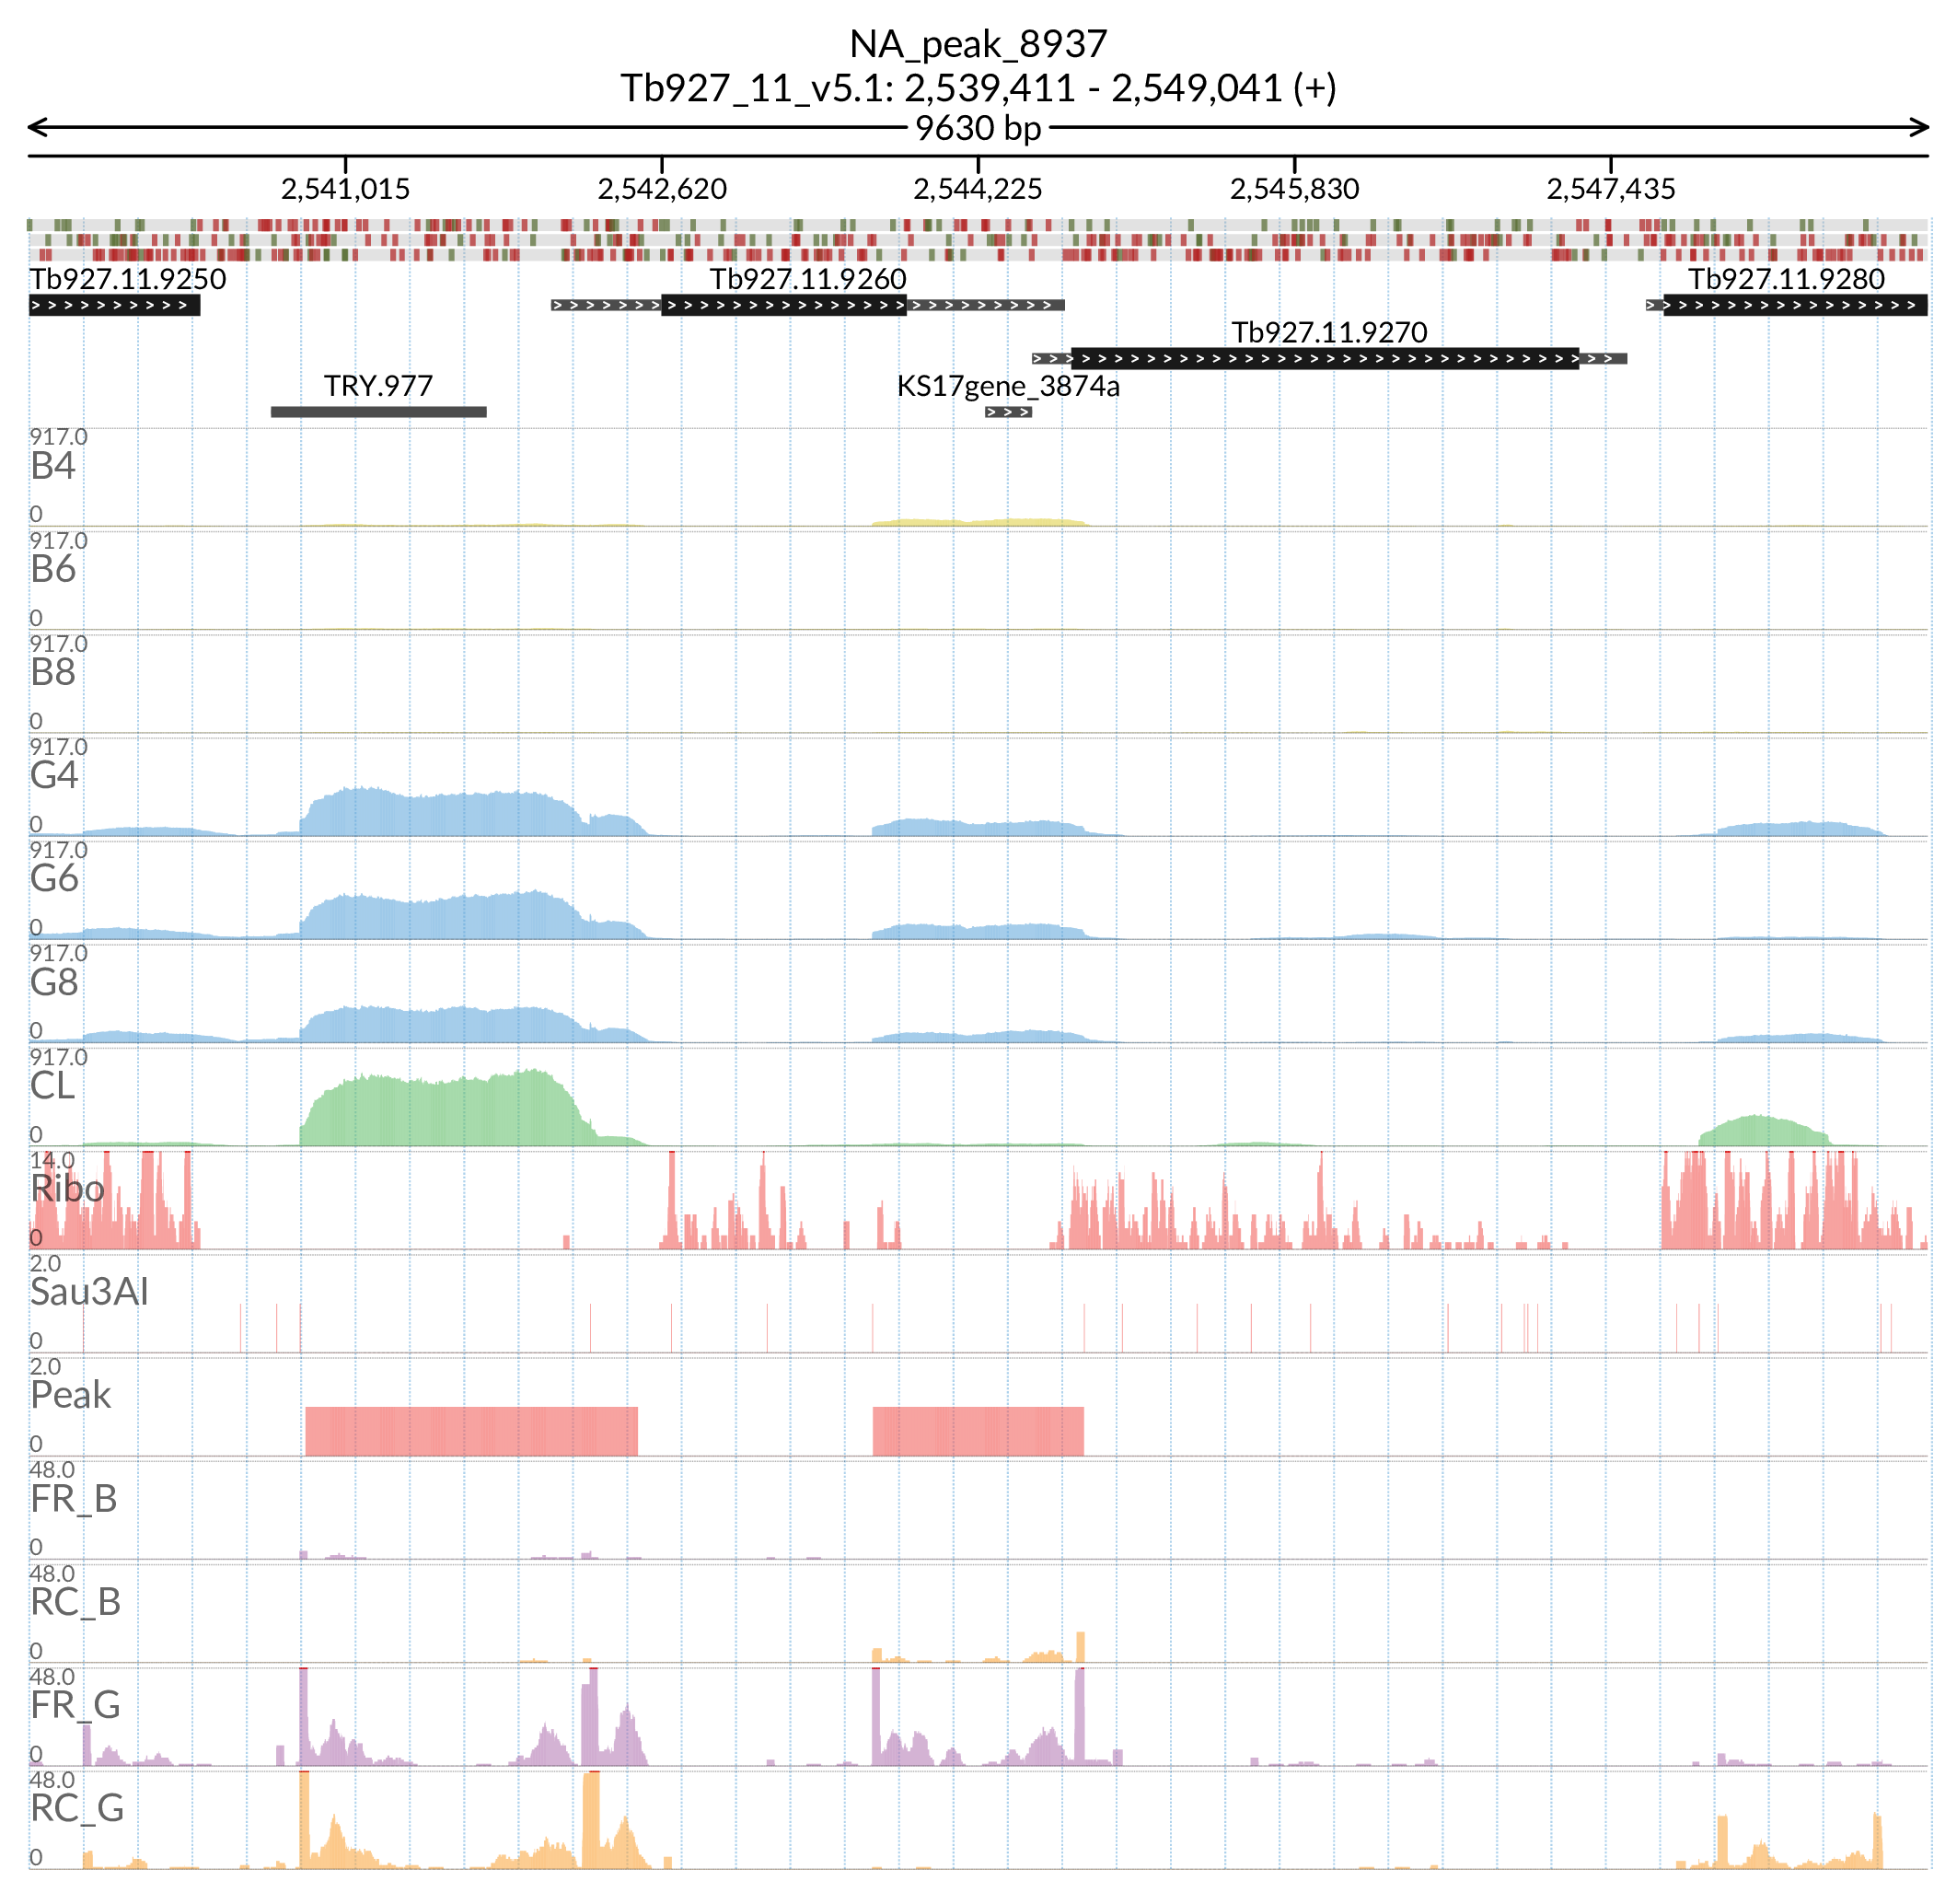 NA_peak_8937
Tb927_11_v5.1: 2,539,411 - 2,549,041 (+)
9630 bp
2,541,015 2,542,620 2,544,225 2,545,830 2,547,435
Tb927.11.9250 Tb927.11.9260 Tb927.11.9280
Tb927.11.9270
TRY.977 KS17gene_3874a
917.0
B4
0
917.0
B6
0
917.0
B8
0
917.0
G4
0
917.0
G6
0
917.0
G8
0
917.0
CL
0
14.0
Ribo
0
2.0
Sau3AI
0
2.0
Peak
0
48.0
FR_B
0
48.0
RC_B
0
48.0
FR_G
0
48.0
RC_G
0